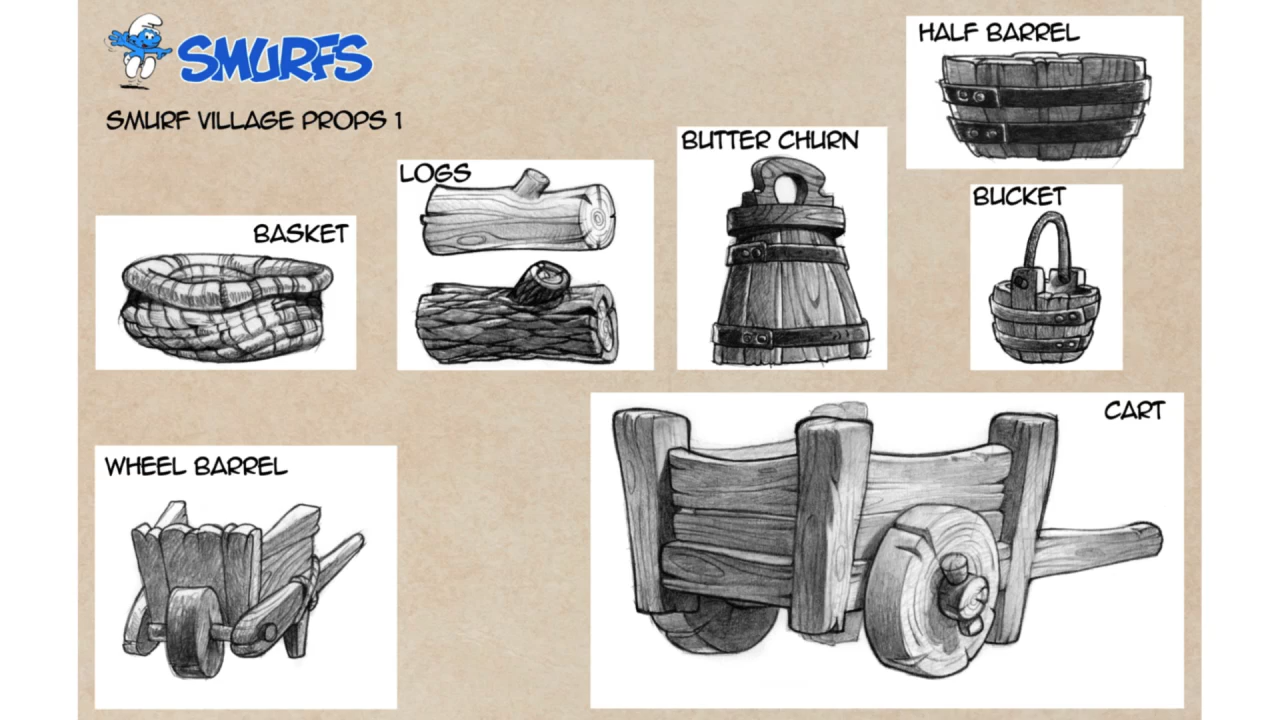 SMURFS
SMURF VILLAGE PROPS 1
HALF BARREL
BUTTER CHURN
LOGS
BUCKET
BASKET
CART
WHEEL BARREL